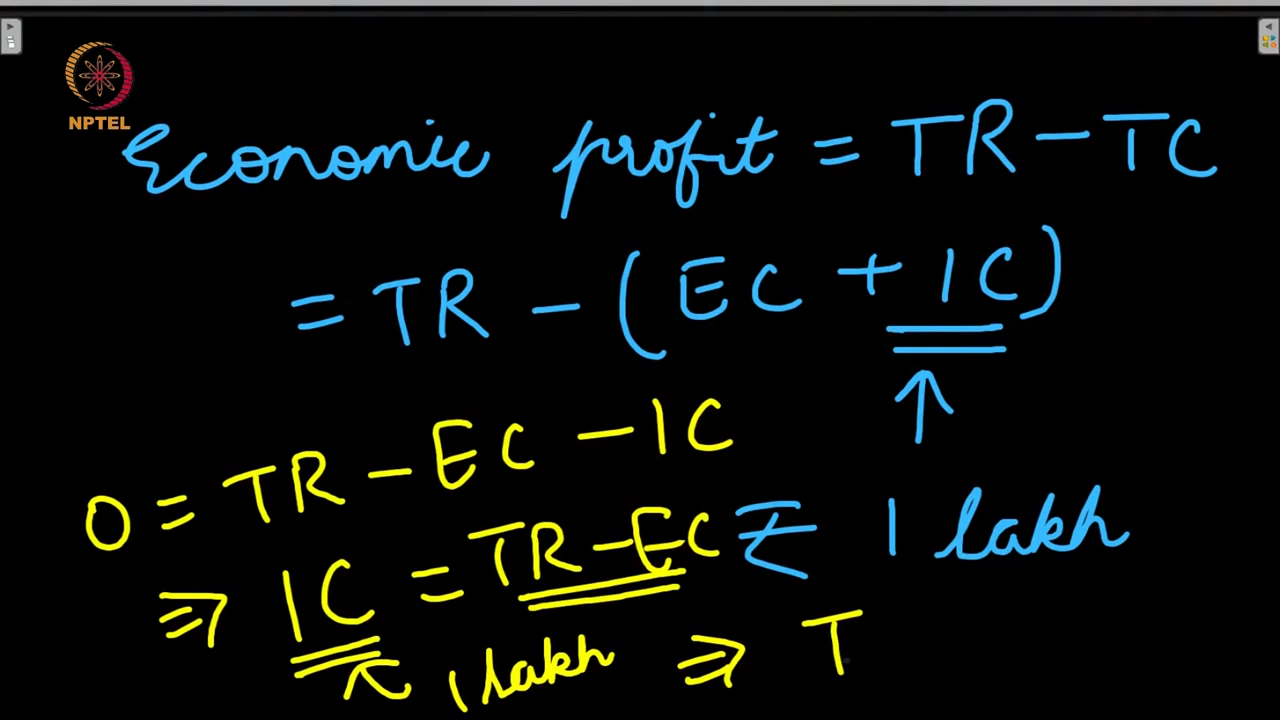 NPTEL
Economic profit = TR - TC
= TR - (EC + IC)
0 = TR - EC - IC
⇒ IC = TR - EC ₹ 1 lakh
1 lakh ⇒ T